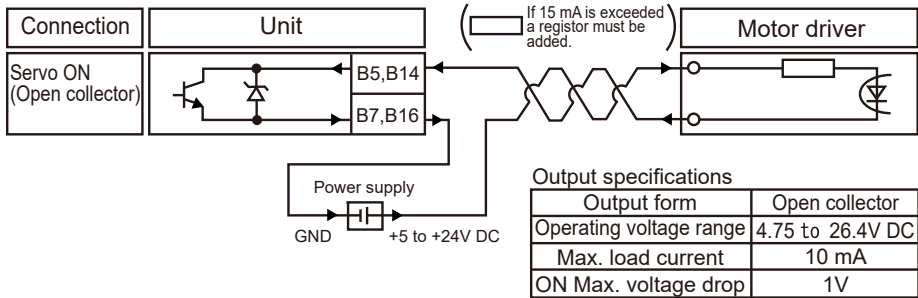 Connection
Unit
If 15 mA is exceeded
a registor must be
added.
Motor driver
Servo ON
(Open collector)
B5,B14
B7,B16
Power supply
GND
+5 to +24V DC
Output specifications
Output form
Open collector
Operating voltage range
4.75 to 26.4V DC
Max. load current
10 mA
ON Max. voltage drop
1V